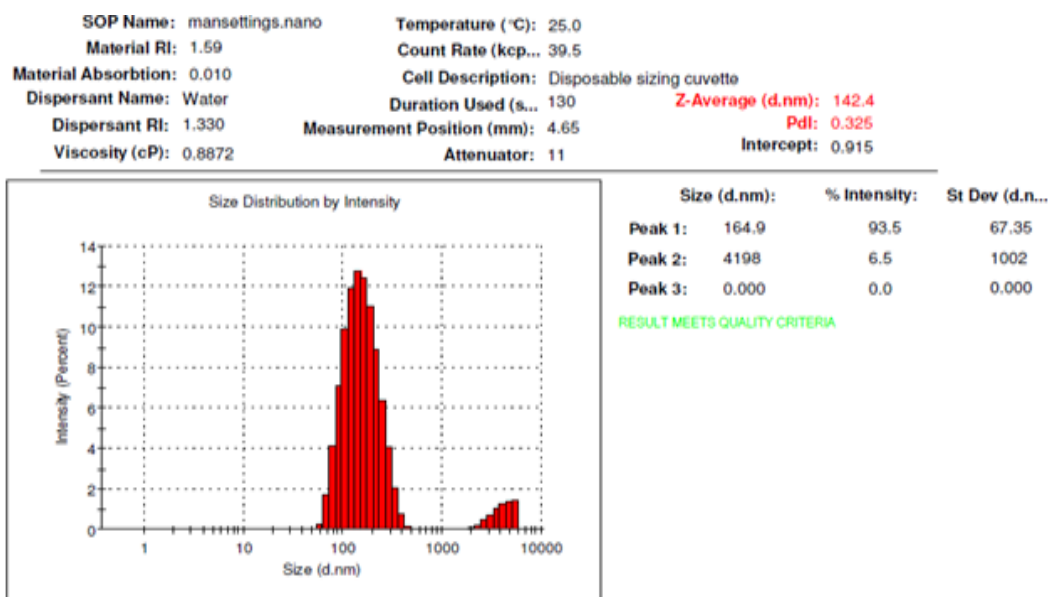 SOP Name: mansettings.nano
Material RI: 1.59
Material Absorbtion: 0.010
Dispersant Name: Water
Dispersant RI: 1.330
Viscosity (cP): 0.8872
Temperature (°C): 25.0
Count Rate (kcp... 39.5
Cell Description: Disposable sizing cuvette
Duration Used (s... 130
Measurement Position (mm): 4.65
Attenuator: 11
Z-Average (d.nm): 142.4
PdI: 0.325
Intercept: 0.915
Size Distribution by Intensity
Intensity (Percent)
14
12
10
8
6
4
2
0
1 10 100 1000 10000
Size (d.nm)
Size (d.nm): % Intensity: St Dev (d.n...
Peak 1: 164.9 93.5 67.35
Peak 2: 4198 6.5 1002
Peak 3: 0.000 0.0 0.000
RESULT MEETS QUALITY CRITERIA